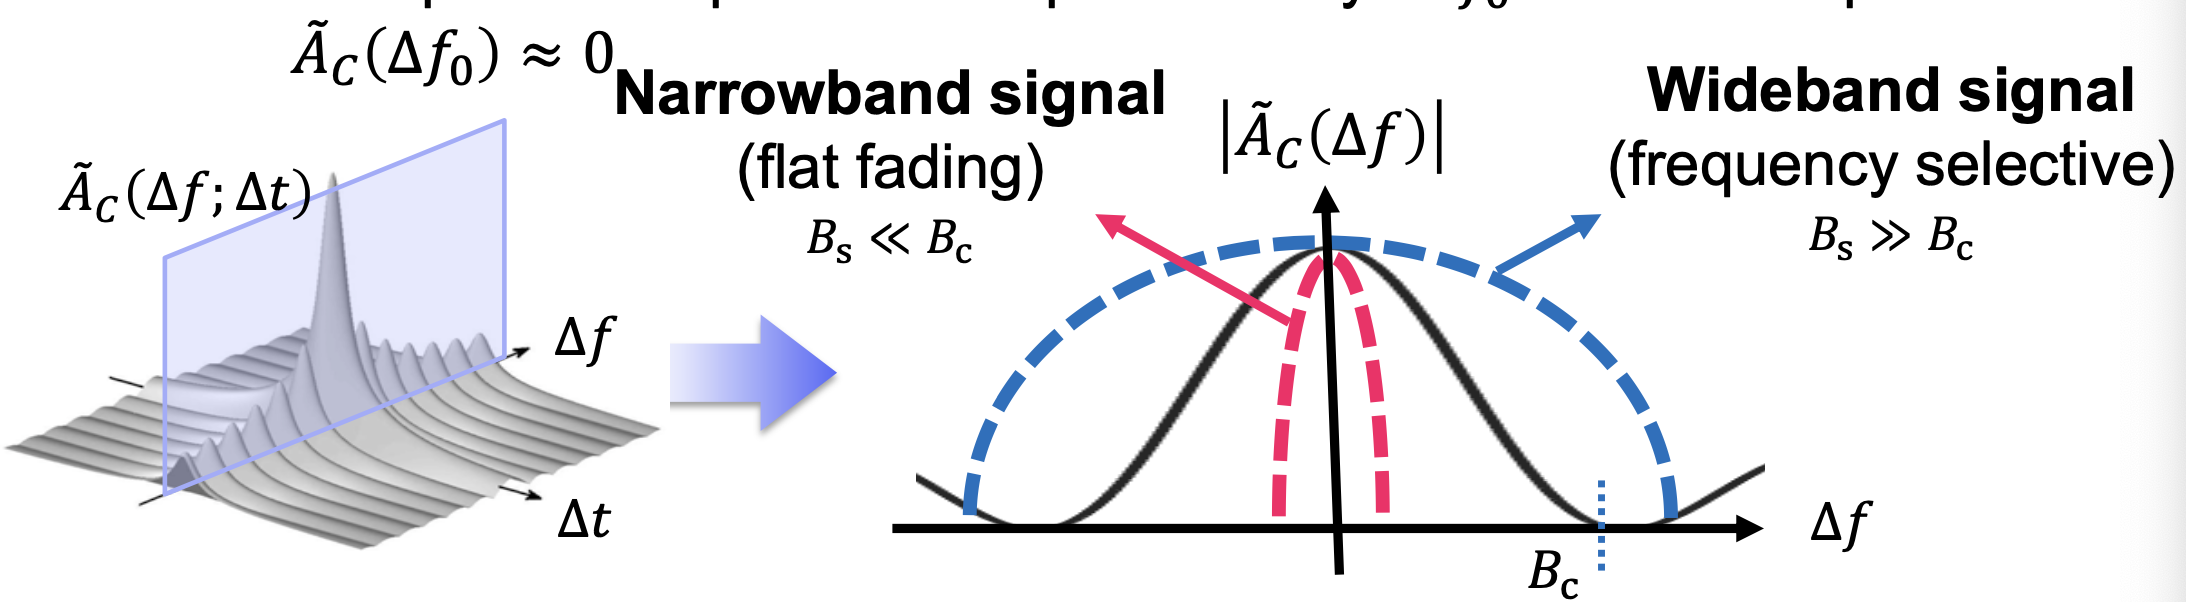 Ã_C(Δf₀) ≈ 0
Narrowband signal
(flat fading)
B_s ≪ B_c
Ã_C(Δf; Δt)
Δf
Δt
|Ã_C(Δf)|
Wideband signal
(frequency selective)
B_s ≫ B_c
Δf
B_c